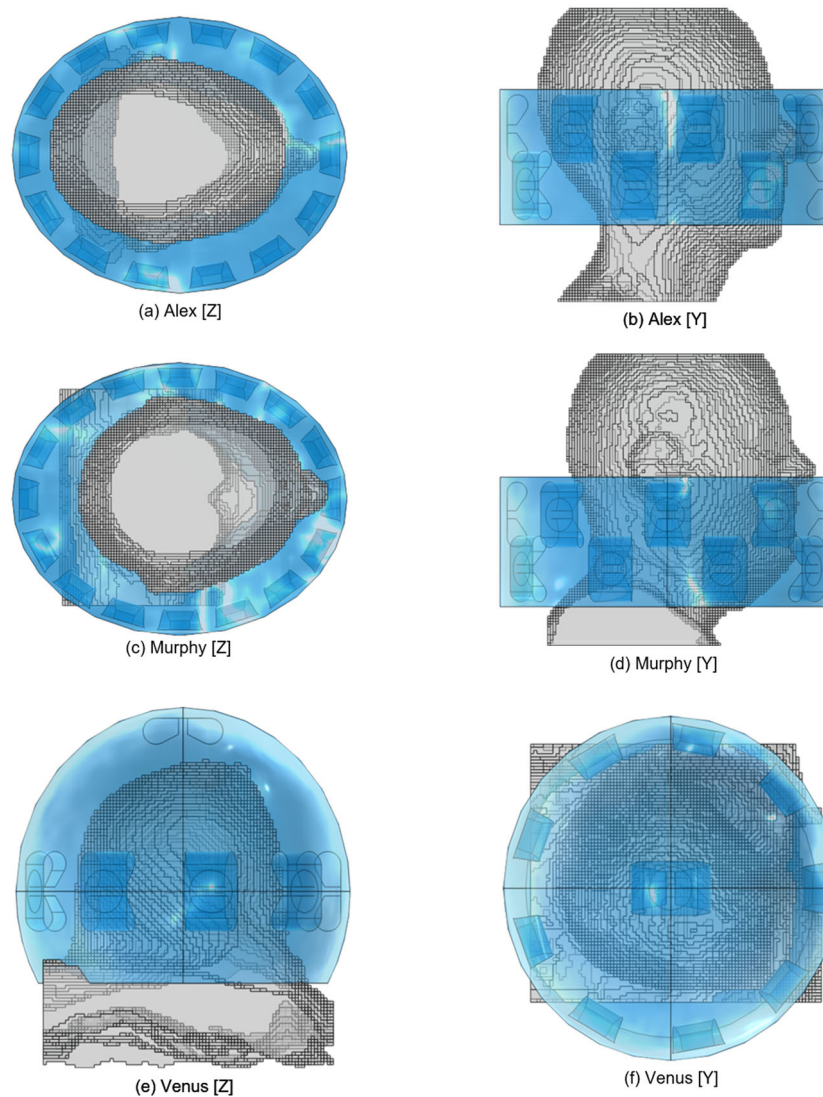 (a) Alex [Z]
(b) Alex [Y]
(c) Murphy [Z]
(d) Murphy [Y]
(e) Venus [Z]
(f) Venus [Y]